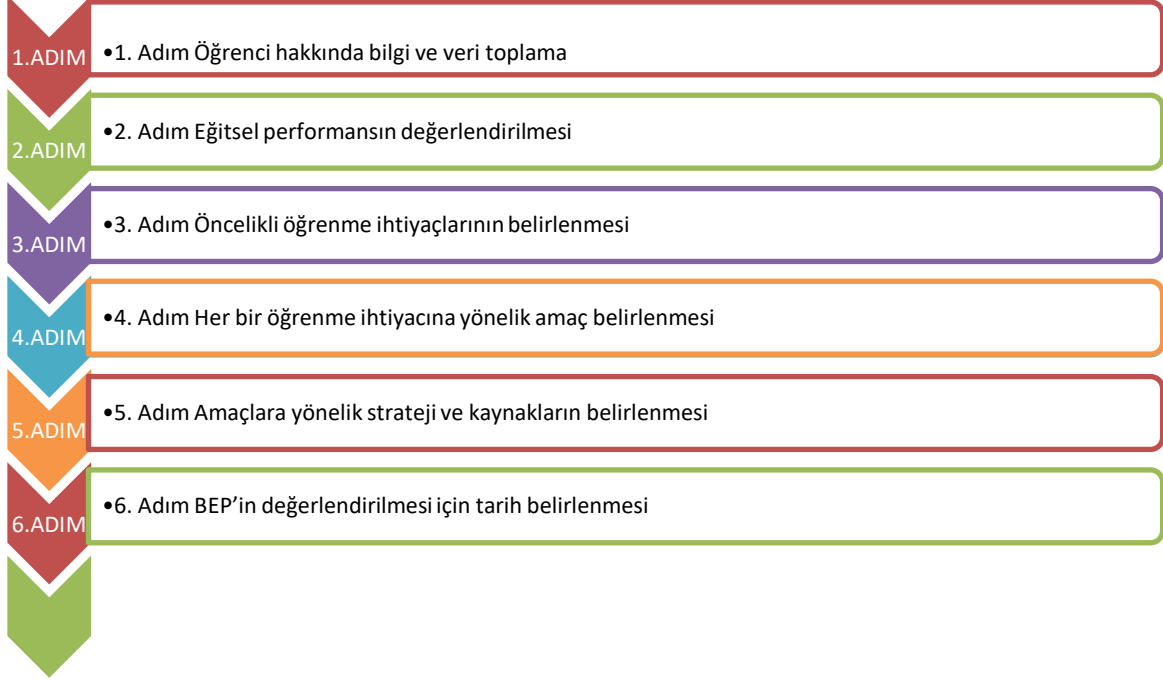 1.ADIM
•1. Adım Öğrenci hakkında bilgi ve veri toplama
2.ADIM
•2. Adım Eğitsel performansın değerlendirilmesi
3.ADIM
•3. Adım Öncelikli öğrenme ihtiyaçlarının belirlenmesi
4.ADIM
•4. Adım Her bir öğrenme ihtiyacına yönelik amaç belirlenmesi
5.ADIM
•5. Adım Amaçlara yönelik strateji ve kaynakların belirlenmesi
6.ADIM
•6. Adım BEP’in değerlendirilmesi için tarih belirlenmesi